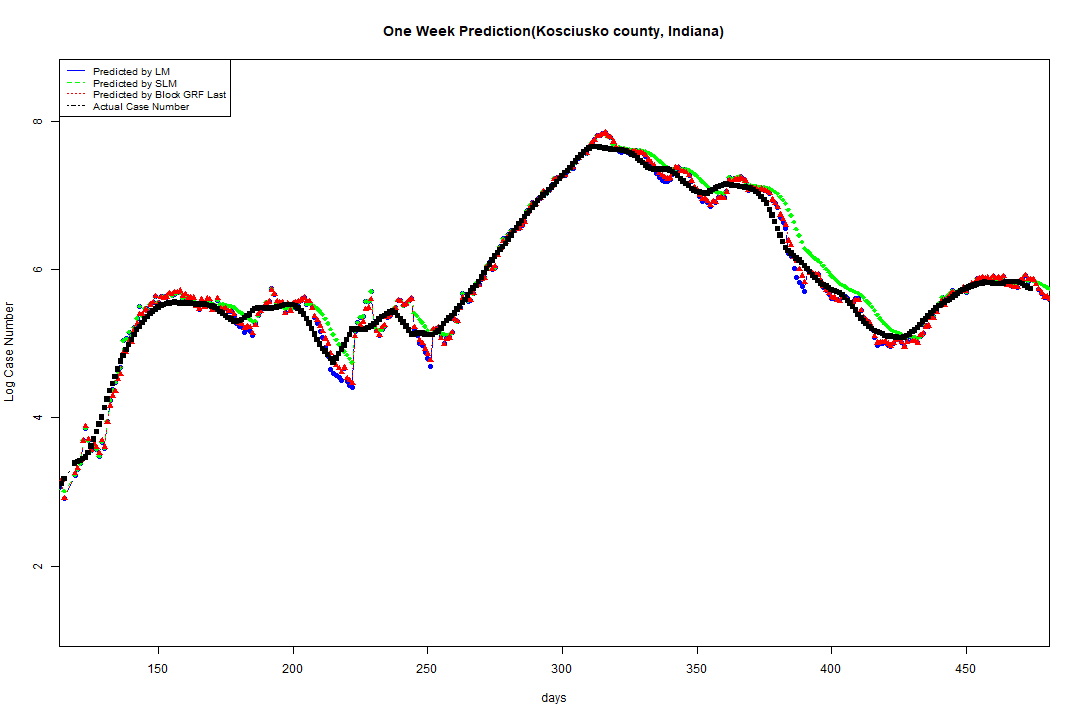 One Week Prediction(Kosciusko county, Indiana)
Predicted by LM
Predicted by SLM
Predicted by Block GRF Last
Actual Case Number
Log Case Number
8
6
4
2
150 200 250 300 350 400 450
days